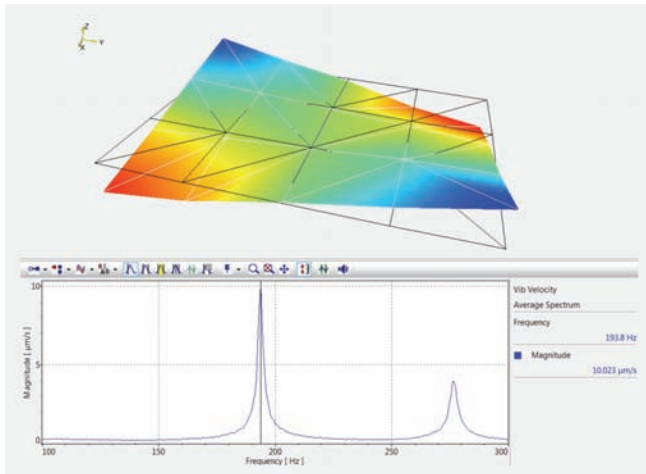 Z
Y
X
10
5
0
Magnitude [ μm/s ]
100
150
200
250
300
Frequency [ Hz ]
Vib Velocity
Average Spectrum
Frequency
193.8 Hz
Magnitude
10.023 μm/s